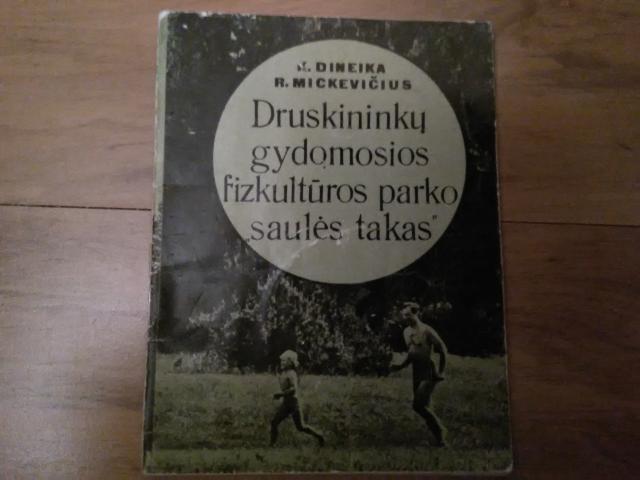 K. DINEIKA
R. MICKEVIČIUS
Druskininkų
gydomosios
fizkultūros parko
„saulės takas"